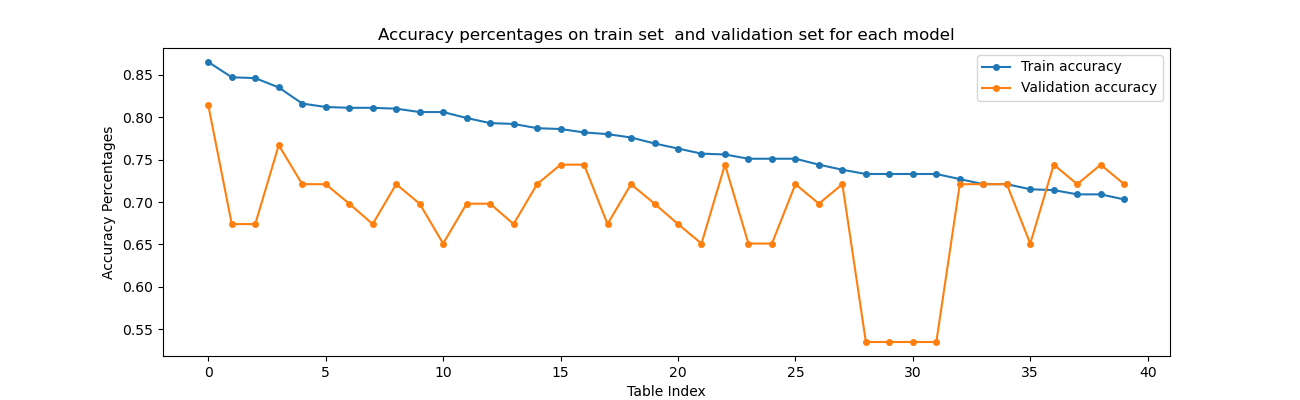 Accuracy percentages on train set  and validation set for each model
Train accuracy
Validation accuracy
Accuracy Percentages
0.85
0.80
0.75
0.70
0.65
0.60
0.55
0 5 10 15 20 25 30 35 40
Table Index